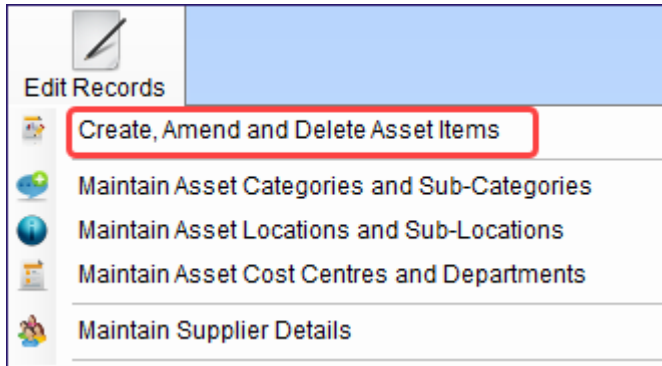 Edit Records
Create, Amend and Delete Asset Items
Maintain Asset Categories and Sub-Categories
Maintain Asset Locations and Sub-Locations
Maintain Asset Cost Centres and Departments
Maintain Supplier Details